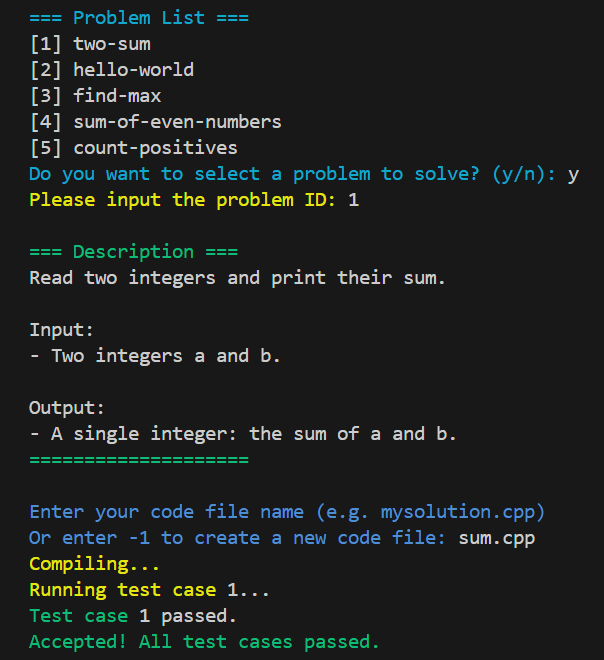 === Problem List ===
[1] two-sum
[2] hello-world
[3] find-max
[4] sum-of-even-numbers
[5] count-positives
Do you want to select a problem to solve? (y/n): y
Please input the problem ID: 1
=== Description ===
Read two integers and print their sum.
Input:
- Two integers a and b.
Output:
- A single integer: the sum of a and b.
====================
Enter your code file name (e.g. mysolution.cpp)
Or enter -1 to create a new code file: sum.cpp
Compiling...
Running test case 1...
Test case 1 passed.
Accepted! All test cases passed.